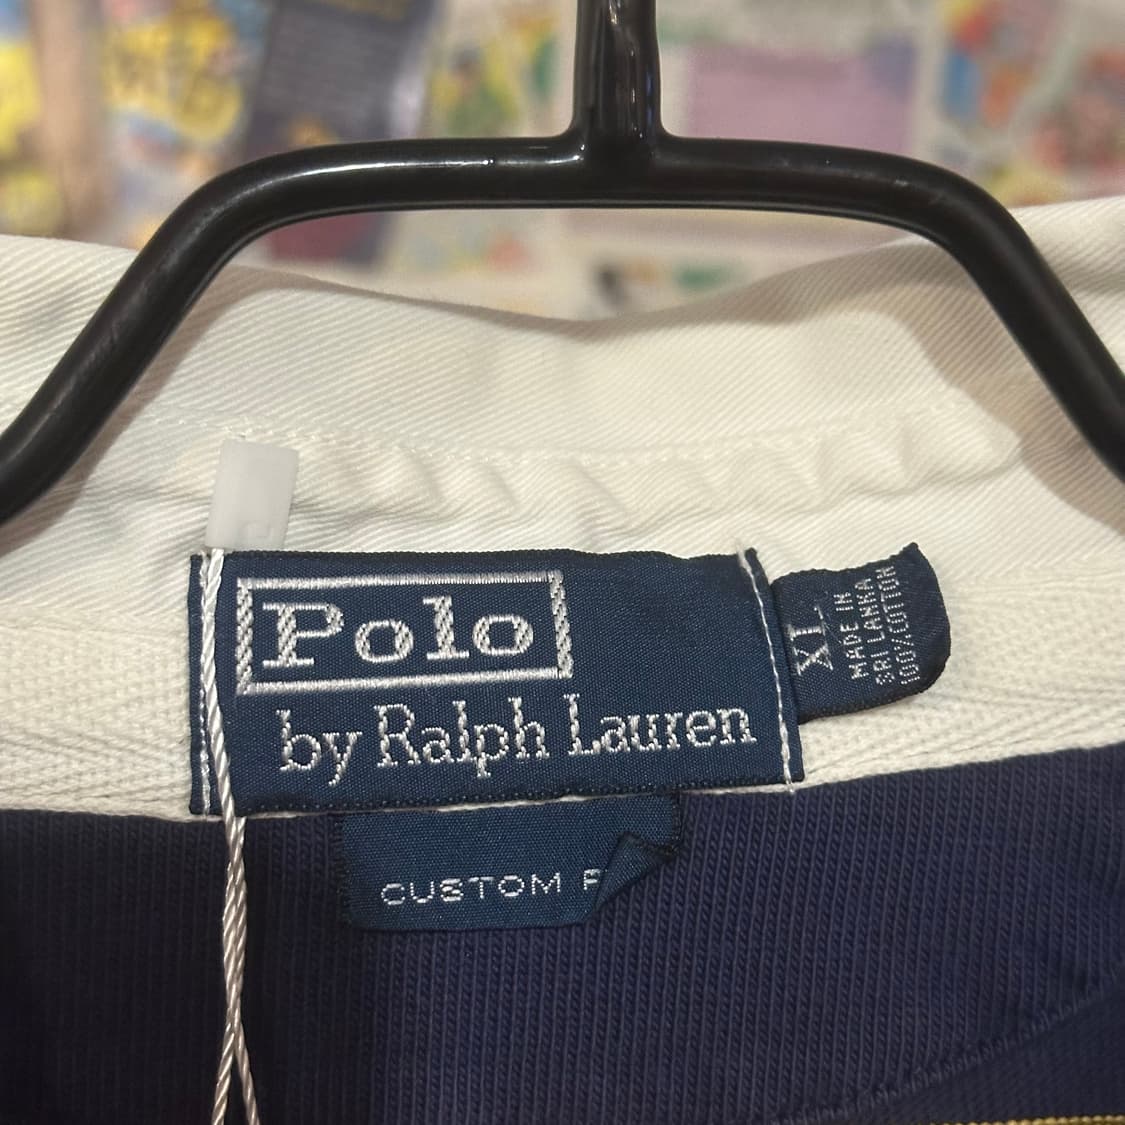 Polo
by Ralph Lauren
XL
MADE IN
SRI LANKA
100% COTTON
CUSTOM F